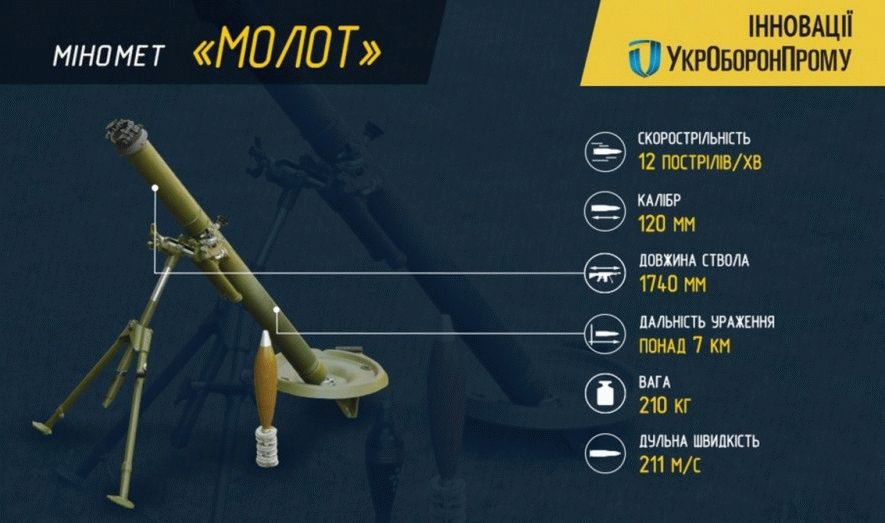 МІНОМЕТ «МОЛОТ»
ІННОВАЦІЇ
УКРОБОРОНПРОМУ
СКОРОСТРІЛЬНІСТЬ
12 ПОСТРІЛІВ/ХВ
КАЛІБР
120 ММ
ДОВЖИНА СТВОЛА
1740 ММ
ДАЛЬНІСТЬ УРАЖЕННЯ
ПОНАД 7 КМ
ВАГА
210 КГ
ДУЛЬНА ШВИДКІСТЬ
211 М/С